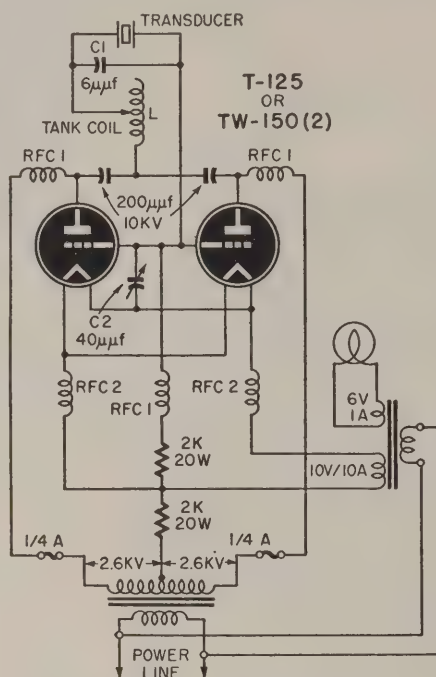 TRANSDUCER
C1
6μμf
TANK COIL
L
T-125
OR
TW-150(2)
RFC 1
RFC 1
200μμf
10KV
C2
40μμf
RFC 2
RFC 1
RFC 2
6V
1A
2K
20W
10V/10A
2K
20W
1/4 A
2.6KV
2.6KV
1/4 A
POWER
LINE